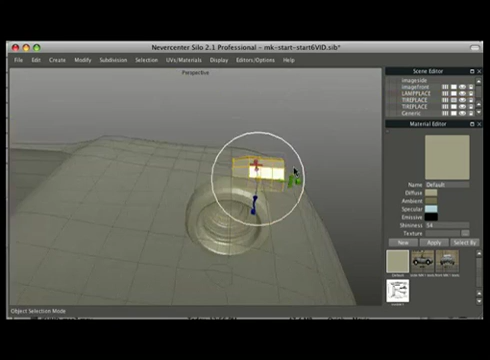 Nevercenter Silo 2.1 Professional - mk-start-start6VID.sib*
File Edit Create Modify Subdivision Selection UVs/Materials Display Editors/Options Help
Perspective
Scene Editor
imageside
imagefront
LAMPPLACE
TIREPLACE
TIREPLACE
Generic
Material Editor
Name Default
Diffuse
Ambient
Specular
Emissive
Shininess 54
Texture
New Apply Select By
Default
Object Selection Mode